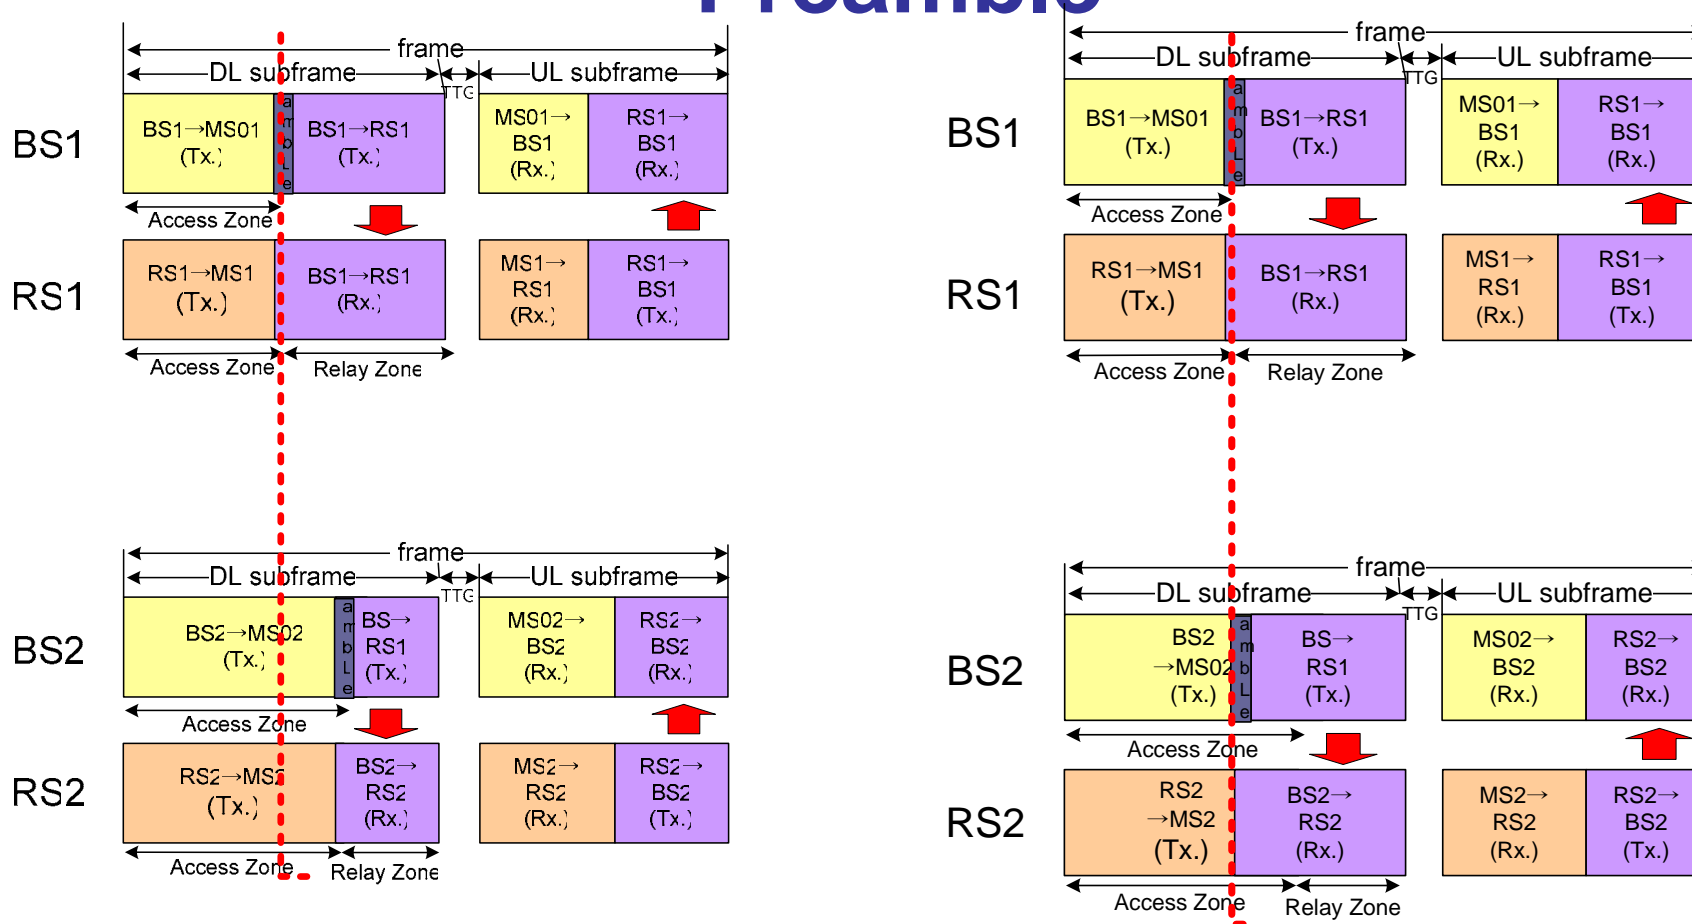 Preamble
frame
DL subframe
TTG
UL subframe
BS1
BS1→MS01
(Tx.)
amble
BS1→RS1
(Tx.)
MS01→
BS1
(Rx.)
RS1→
BS1
(Rx.)
Access Zone
RS1
RS1→MS1
(Tx.)
BS1→RS1
(Rx.)
MS1→
RS1
(Rx.)
RS1→
BS1
(Tx.)
Access Zone
Relay Zone
frame
DL subframe
TTG
UL subframe
BS2
BS2→MS02
(Tx.)
ambLe
BS→
RS1
(Tx.)
MS02→
BS2
(Rx.)
RS2→
BS2
(Rx.)
Access Zone
RS2
RS2→MS2
(Tx.)
BS2→
RS2
(Rx.)
MS2→
RS2
(Rx.)
RS2→
BS2
(Tx.)
Access Zone
Relay Zone
frame
DL subframe
TTG
UL subframe
BS1
BS1→MS01
(Tx.)
ambLe
BS1→RS1
(Tx.)
MS01→
BS1
(Rx.)
RS1→
BS1
(Rx.)
Access Zone
RS1
RS1→MS1
(Tx.)
BS1→RS1
(Rx.)
MS1→
RS1
(Rx.)
RS1→
BS1
(Tx.)
Access Zone
Relay Zone
frame
DL subframe
TTG
UL subframe
BS2
BS2
→MS02
(Tx.)
ambLe
BS→
RS1
(Tx.)
MS02→
BS2
(Rx.)
RS2→
BS2
(Rx.)
Access Zone
RS2
RS2
→MS2
(Tx.)
BS2→
RS2
(Rx.)
MS2→
RS2
(Rx.)
RS2→
BS2
(Tx.)
Access Zone
Relay Zone